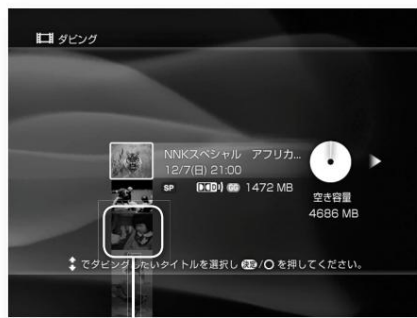 ダビング
NNKスペシャル アフリカ...
12/7(日) 21:00
SP 1472 MB
空き容量
4686 MB
でダビングしたいタイトルを選択し 決定/○ を押してください。